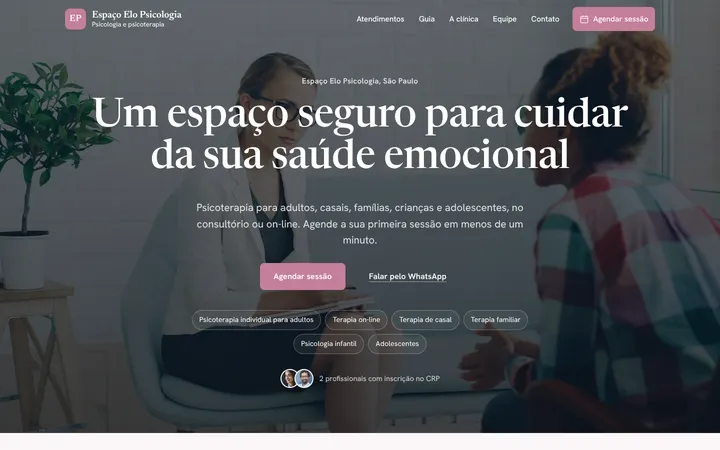 EP
Espaço Elo Psicologia
Psicologia e psicoterapia
Atendimentos
Guia
A clínica
Equipe
Contato
Agendar sessão
Espaço Elo Psicologia, São Paulo
Um espaço seguro para cuidar
da sua saúde emocional
Psicoterapia para adultos, casais, famílias, crianças e adolescentes, no
consultório ou on-line. Agende a sua primeira sessão em menos de um
minuto.
Agendar sessão
Falar pelo WhatsApp
Psicoterapia individual para adultos
Terapia on-line
Terapia de casal
Terapia familiar
Psicologia infantil
Adolescentes
2 profissionais com inscrição no CRP